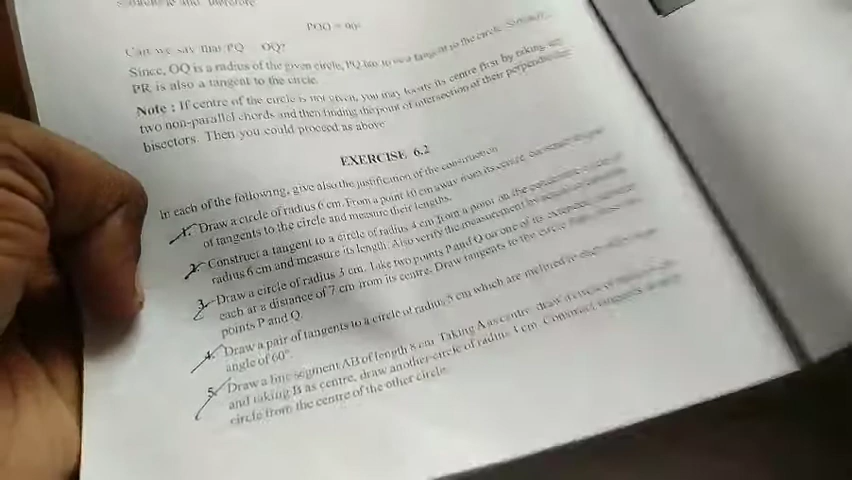 PQO = 90°
Can we say that PQ OQ?
Since, OQ is a radius of the given circle, PQ has to be a tangent to the circle. Similarly,
PR is also a tangent to the circle.
Note : If centre of the circle is not given, you may locate its centre first by taking any
two non-parallel chords and then finding the point of intersection of their perpendicular
bisectors. Then you could proceed as above
EXERCISE 6.2
In each of the following, give also the justification of the construction
1. Draw a circle of radius 6 cm. From a point 10 cm away from its centre, construct the pair
of tangents to the circle and measure their lengths.
2. Construct a tangent to a circle of radius 4 cm from a point on the concentric circle of
radius 6 cm and measure its length. Also verify the measurement by actual
3. Draw a circle of radius 3 cm. Take two points P and Q on one of its extended
each at a distance of 7 cm from its centre. Draw tangents to the circle from
points P and Q.
4. Draw a pair of tangents to a circle of radius 5 cm which are inclined to each other
angle of 60°.
5. Draw a line segment AB of length 8 cm. Taking A as centre, draw a circle of radius
and taking B as centre, draw another circle of radius 3 cm. Construct tangents
circle from the centre of the other circle.